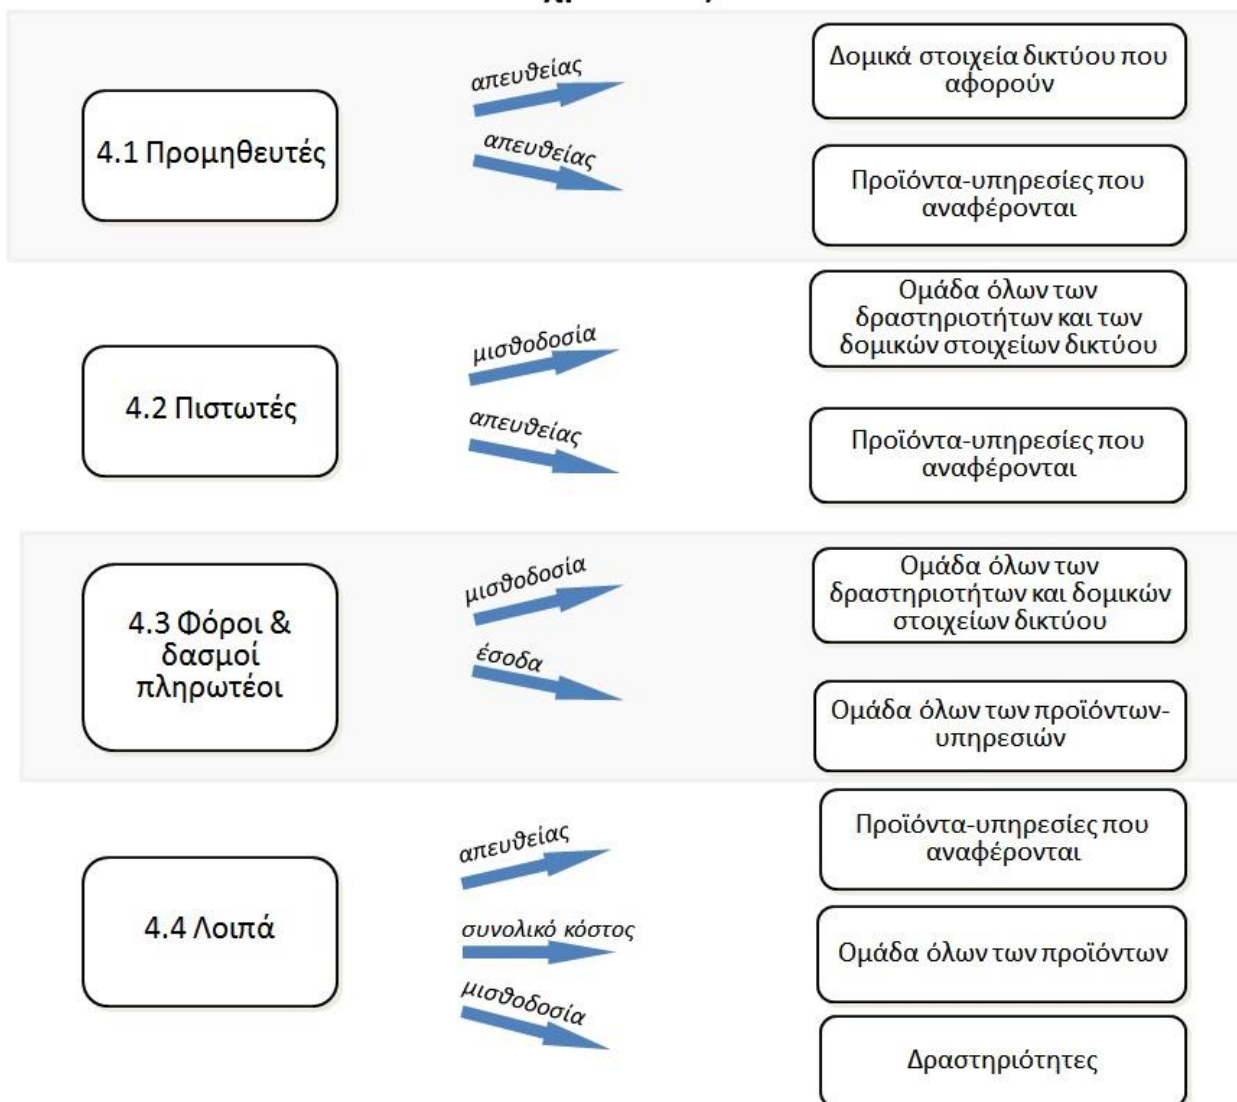 απευθείας
Δομικά στοιχεία δικτύου που
αφορούν
4.1 Προμηθευτές
απευθείας
Προϊόντα-υπηρεσίες που
αναφέρονται
μισθοδοσία
Ομάδα όλων των
δραστηριοτήτων και των
δομικών στοιχείων δικτύου
4.2 Πιστωτές
απευθείας
Προϊόντα-υπηρεσίες που
αναφέρονται
μισθοδοσία
Ομάδα όλων των
δραστηριοτήτων και δομικών
στοιχείων δικτύου
4.3 Φόροι &
δασμοί
πληρωτέοι
έσοδα
Ομάδα όλων των προϊόντων-
υπηρεσιών
απευθείας
Προϊόντα-υπηρεσίες που
αναφέρονται
4.4 Λοιπά
συνολικό κόστος
Ομάδα όλων των προϊόντων
μισθοδοσία
Δραστηριότητες